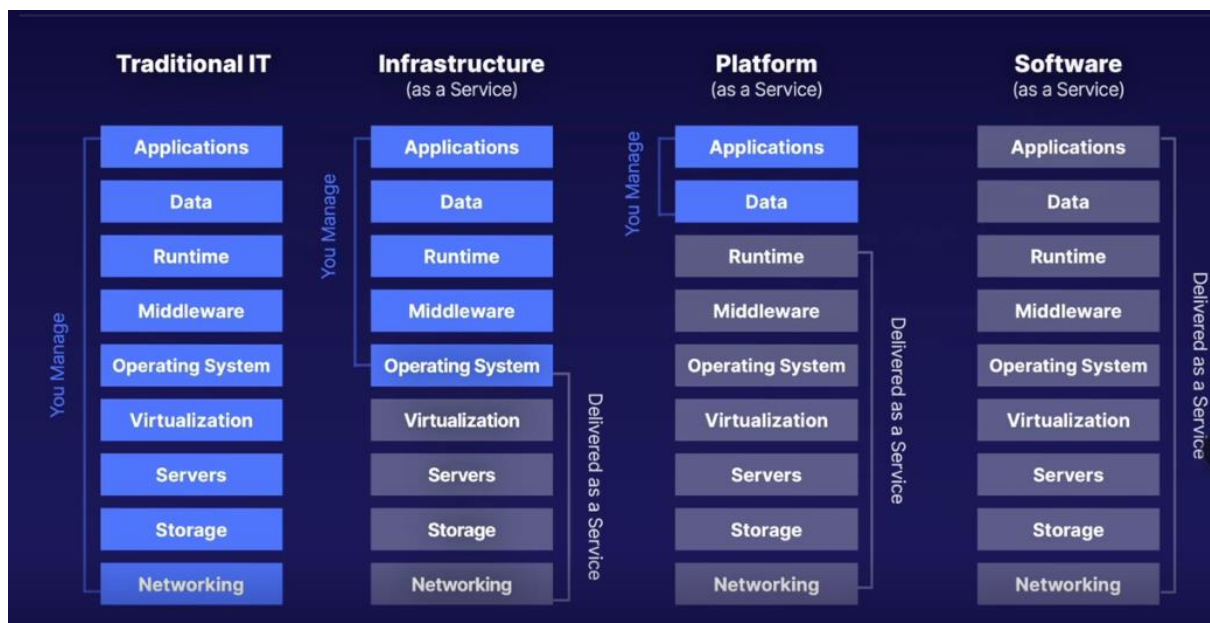 Traditional IT
Infrastructure
(as a Service)
Platform
(as a Service)
Software
(as a Service)
You Manage
Applications
Data
Runtime
Middleware
Operating System
Virtualization
Servers
Storage
Networking
You Manage
Applications
Data
Runtime
Middleware
Operating System
Virtualization
Servers
Storage
Networking
Delivered as a Service
You Manage
Applications
Data
Runtime
Middleware
Operating System
Virtualization
Servers
Storage
Networking
Delivered as a Service
Applications
Data
Runtime
Middleware
Operating System
Virtualization
Servers
Storage
Networking
Delivered as a Service